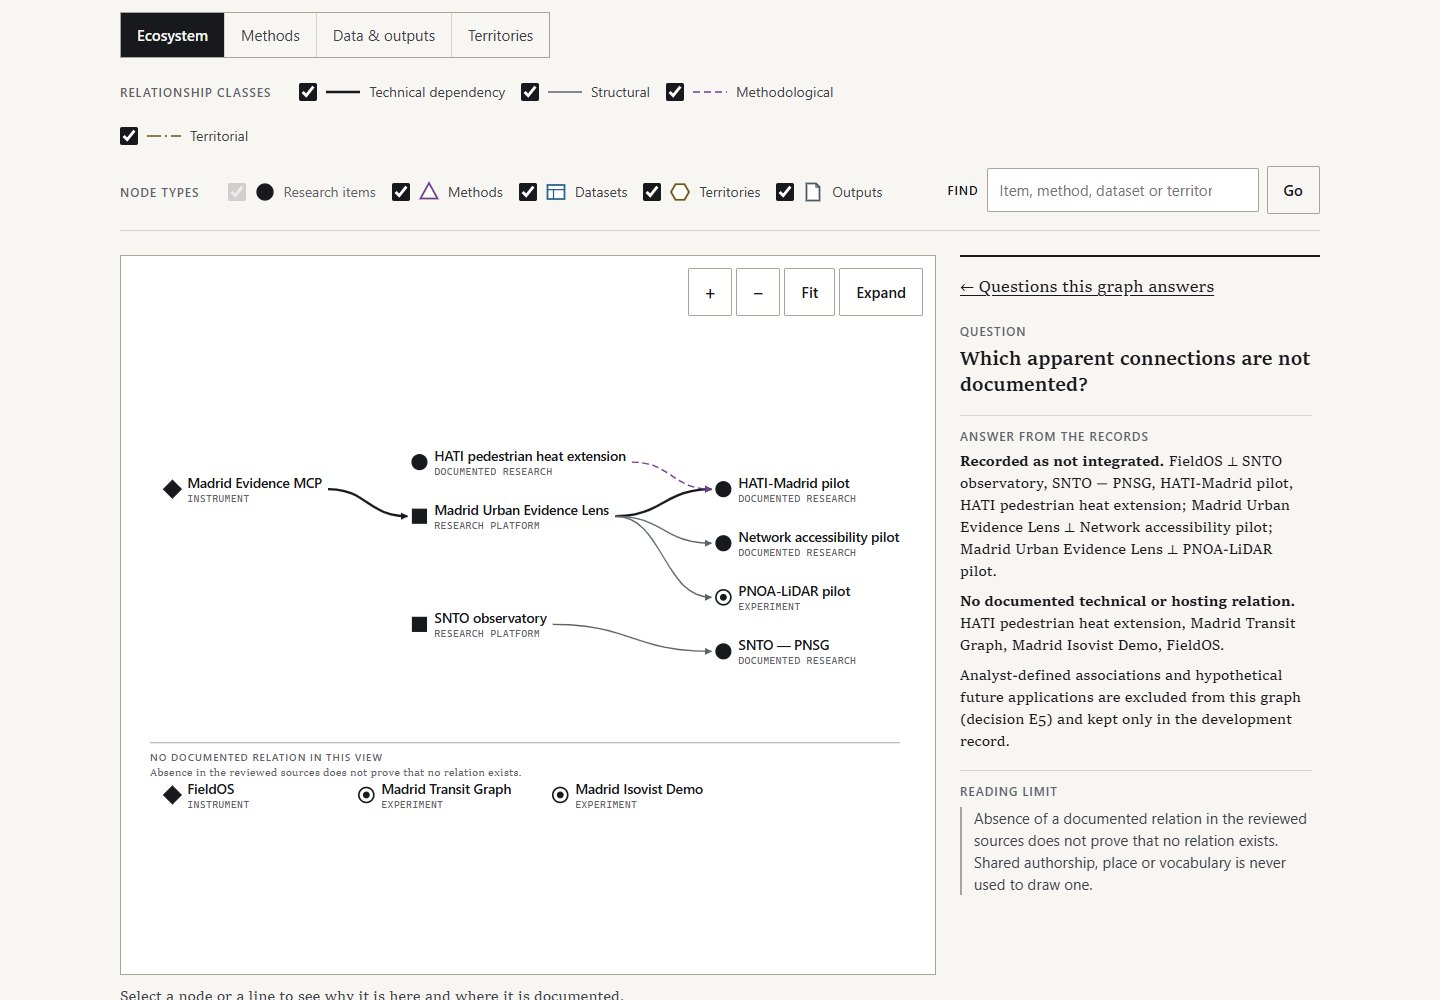 Ecosystem Methods Data & outputs Territories
RELATIONSHIP CLASSES Technical dependency Structural Methodological
Territorial
NODE TYPES Research items Methods Datasets Territories Outputs FIND Item, method, dataset or territor Go
+ − Fit Expand
HATI pedestrian heat extension
DOCUMENTED RESEARCH
Madrid Evidence MCP
INSTRUMENT
HATI-Madrid pilot
DOCUMENTED RESEARCH
Madrid Urban Evidence Lens
RESEARCH PLATFORM
Network accessibility pilot
DOCUMENTED RESEARCH
PNOA-LiDAR pilot
EXPERIMENT
SNTO observatory
RESEARCH PLATFORM
SNTO — PNSG
DOCUMENTED RESEARCH
NO DOCUMENTED RELATION IN THIS VIEW
Absence in the reviewed sources does not prove that no relation exists.
FieldOS
INSTRUMENT
Madrid Transit Graph
EXPERIMENT
Madrid Isovist Demo
EXPERIMENT
← Questions this graph answers
QUESTION
Which apparent connections are not
documented?
ANSWER FROM THE RECORDS
Recorded as not integrated. FieldOS ⊥ SNTO
observatory, SNTO — PNSG, HATI-Madrid pilot,
HATI pedestrian heat extension; Madrid Urban
Evidence Lens ⊥ Network accessibility pilot;
Madrid Urban Evidence Lens ⊥ PNOA-LiDAR
pilot.
No documented technical or hosting relation.
HATI pedestrian heat extension, Madrid Transit
Graph, Madrid Isovist Demo, FieldOS.
Analyst-defined associations and hypothetical
future applications are excluded from this graph
(decision E5) and kept only in the development
record.
READING LIMIT
Absence of a documented relation in the reviewed
sources does not prove that no relation exists.
Shared authorship, place or vocabulary is never
used to draw one.
Select a node or a line to see why it is here and where it is documented.